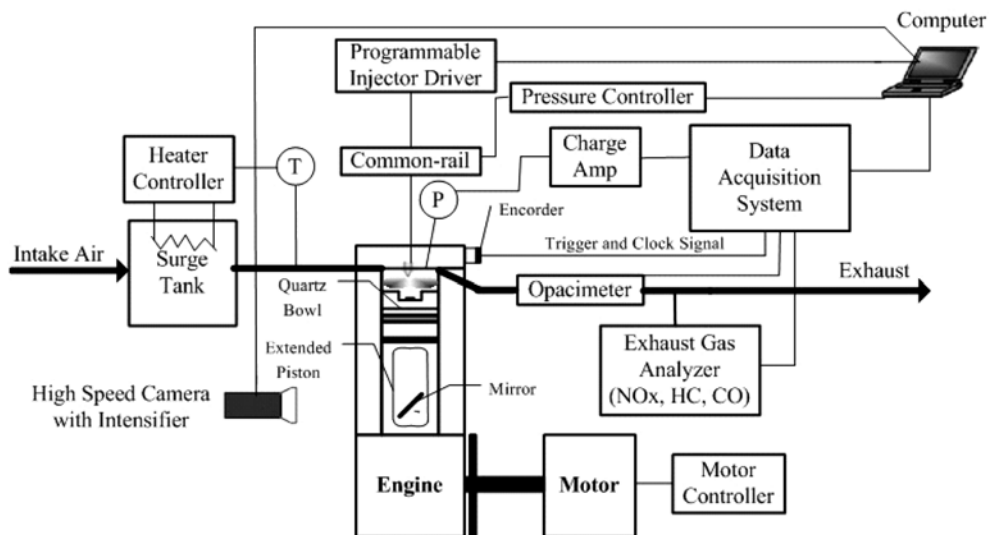 Computer
Programmable
Injector Driver
Pressure Controller
Heater
Controller
T
Common-rail
Charge
Amp
Data
Acquisition
System
P
Encorder
Trigger and Clock Signal
Intake Air
Surge
Tank
Quartz
Bowl
Opacimeter
Exhaust
Extended
Piston
Mirror
Exhaust Gas
Analyzer
(NOx, HC, CO)
High Speed Camera
with Intensifier
Engine
Motor
Motor
Controller